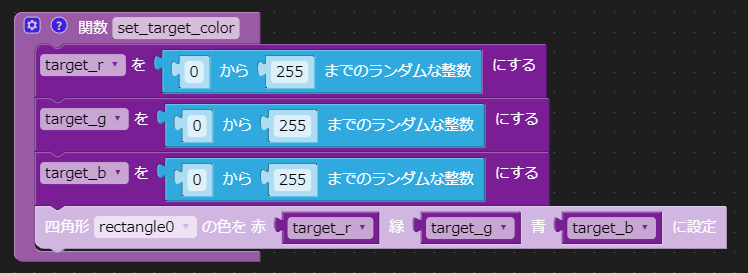 ? 関数 set_target_color
target_r ▾ を 0 から 255 までのランダムな整数 にする
target_g ▾ を 0 から 255 までのランダムな整数 にする
target_b ▾ を 0 から 255 までのランダムな整数 にする
四角形 rectangle0 ▾ の色を 赤 target_r ▾ 緑 target_g ▾ 青 target_b ▾ に設定